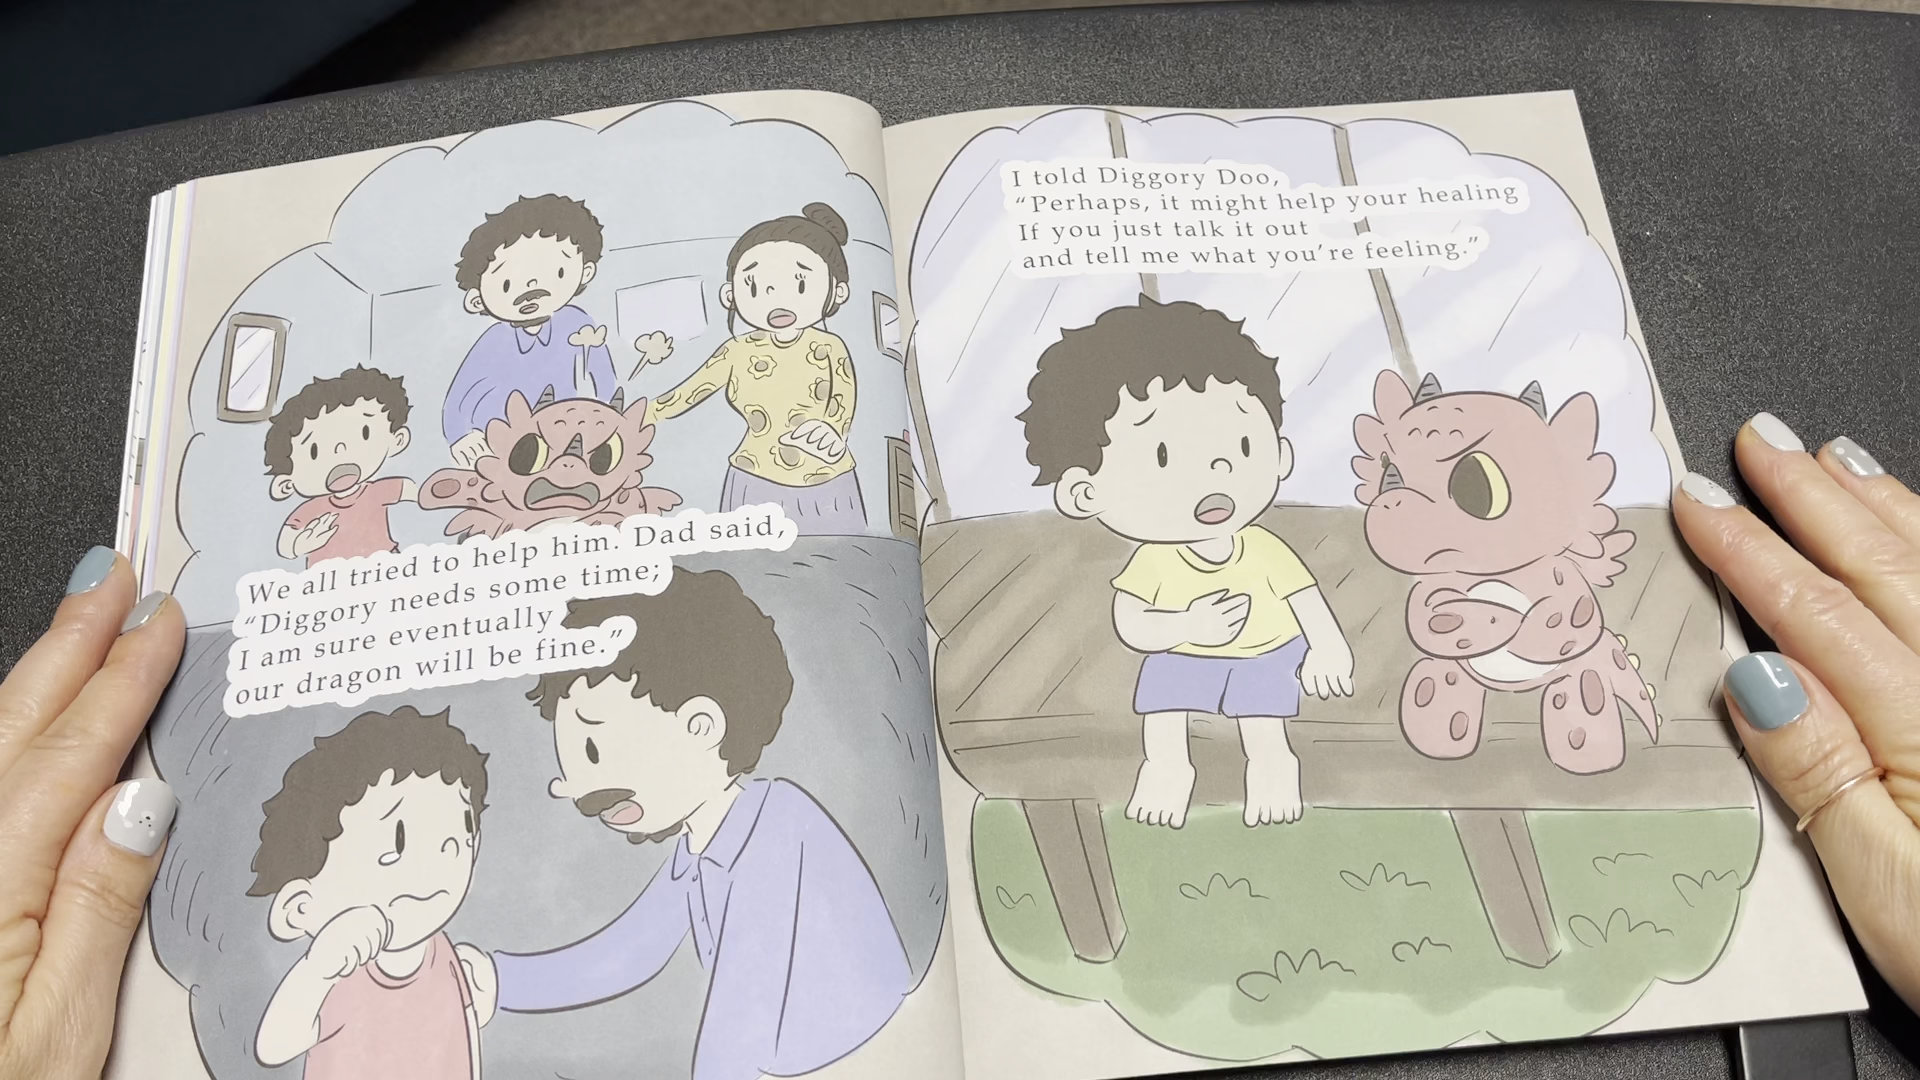 We all tried to help him. Dad said,
“Diggory needs some time;
I am sure eventually
our dragon will be fine.”
I told Diggory Doo,
“Perhaps, it might help your healing
If you just talk it out
and tell me what you’re feeling.”